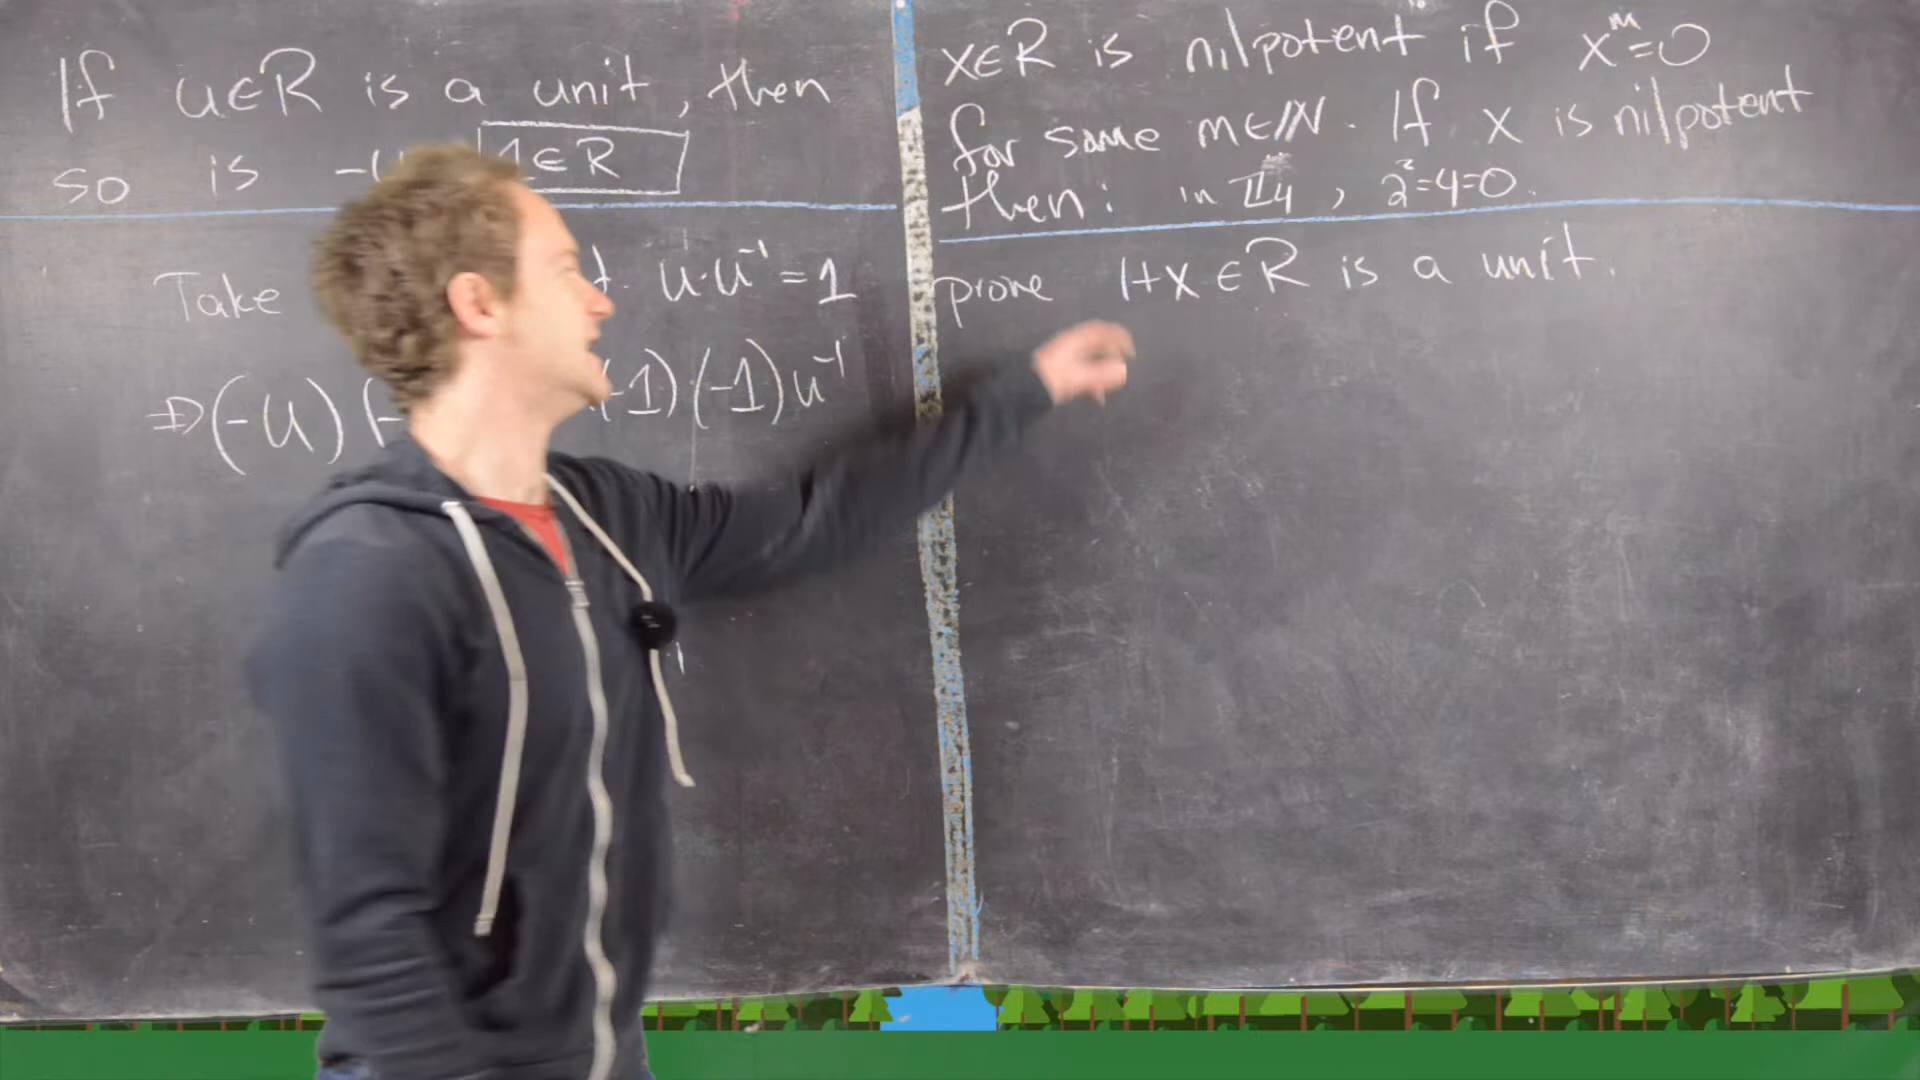 If u∈R is a unit, then
so is -u 1∈R
Take u·u⁻¹=1
⇒(-u)( (-1)(-1)u⁻¹
x∈R is nilpotent if xᵐ=0
for some m∈ℕ. If x is nilpotent
then: in ℤ4, 2²=4=0.
prove 1+x∈R is a unit.